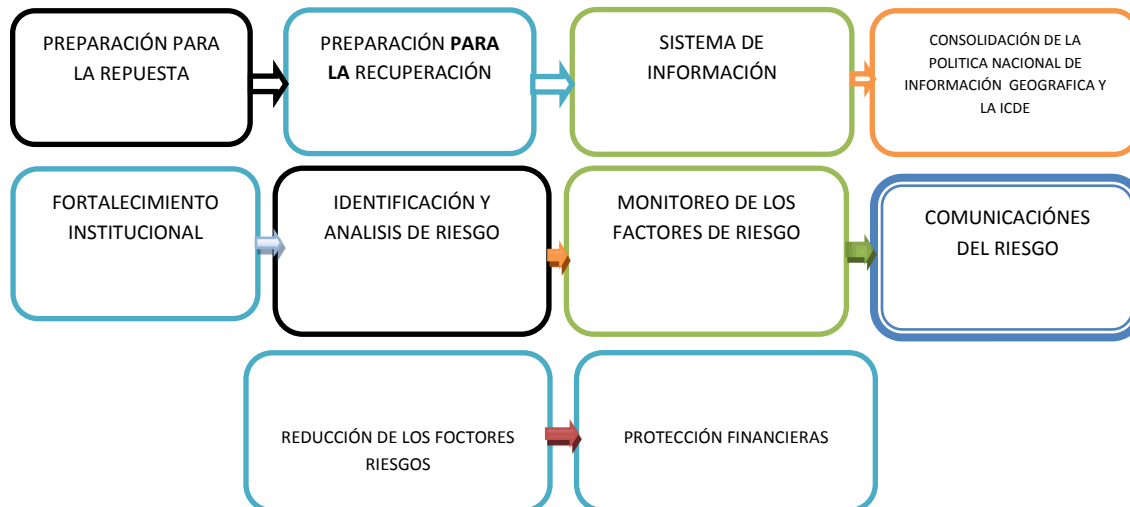 PREPARACIÓN PARA
LA REPUESTA
PREPARACIÓN PARA
LA RECUPERACIÓN
SISTEMA DE
INFORMACIÓN
CONSOLIDACIÓN DE LA
POLITICA NACIONAL DE
INFORMACIÓN GEOGRAFICA Y
LA ICDE
FORTALECIMIENTO
INSTITUCIONAL
IDENTIFICACIÓN Y
ANALISIS DE RIESGO
MONITOREO DE LOS
FACTORES DE RIESGO
COMUNICACIÓNES
DEL RIESGO
REDUCCIÓN DE LOS FOCTORES
RIESGOS
PROTECCIÓN FINANCIERAS